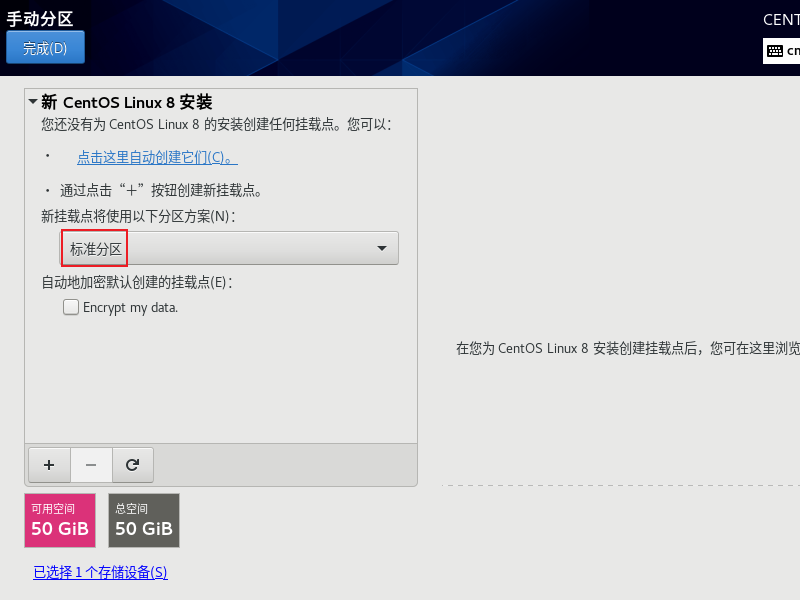 手动分区
CENT
完成(D)
cn
新 CentOS Linux 8 安装
您还没有为 CentOS Linux 8 的安装创建任何挂载点。您可以：
· 点击这里自动创建它们(C)。
· 通过点击“＋”按钮创建新挂载点。
新挂载点将使用以下分区方案(N)：
标准分区
自动地加密默认创建的挂载点(E)：
Encrypt my data.
在您为 CentOS Linux 8 安装创建挂载点后，您可在这里浏览
可用空间
50 GiB
总空间
50 GiB
已选择 1 个存储设备(S)